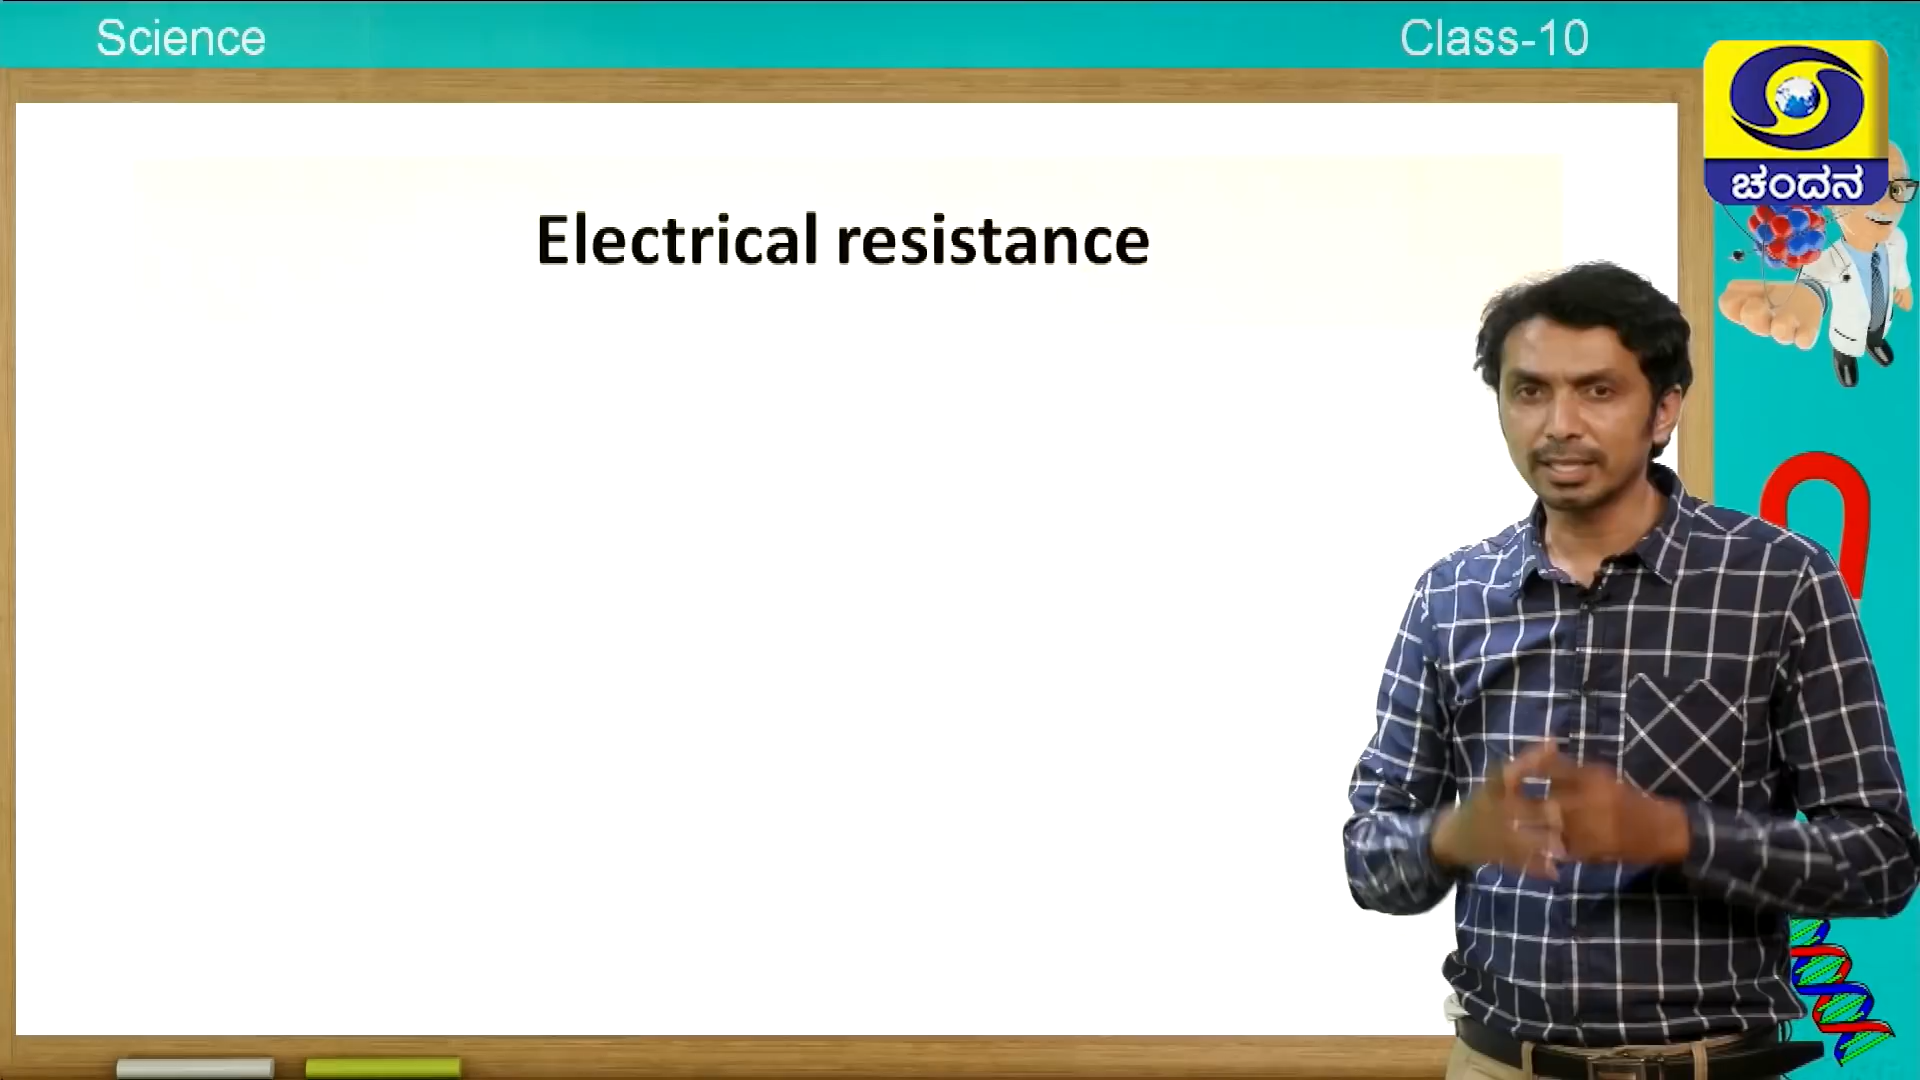 Science
Class-10
ಚಂದನ
Electrical resistance